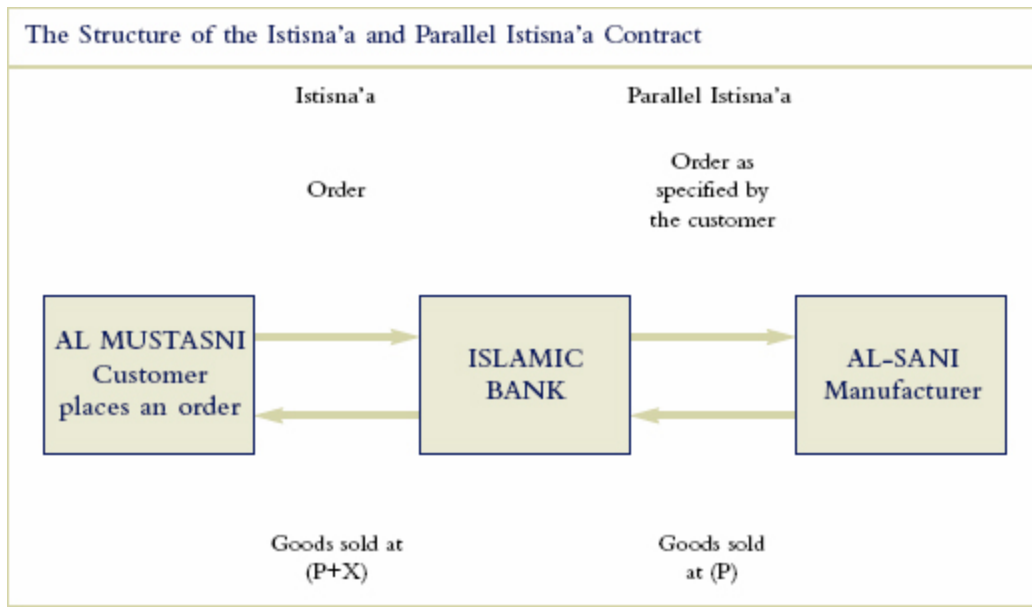 The Structure of the Istisna’a and Parallel Istisna’a Contract
Istisna’a
Parallel Istisna’a
Order
Order as
specified by
the customer
AL MUSTASNI
Customer
places an order
ISLAMIC
BANK
AL-SANI
Manufacturer
Goods sold at
(P+X)
Goods sold
at (P)